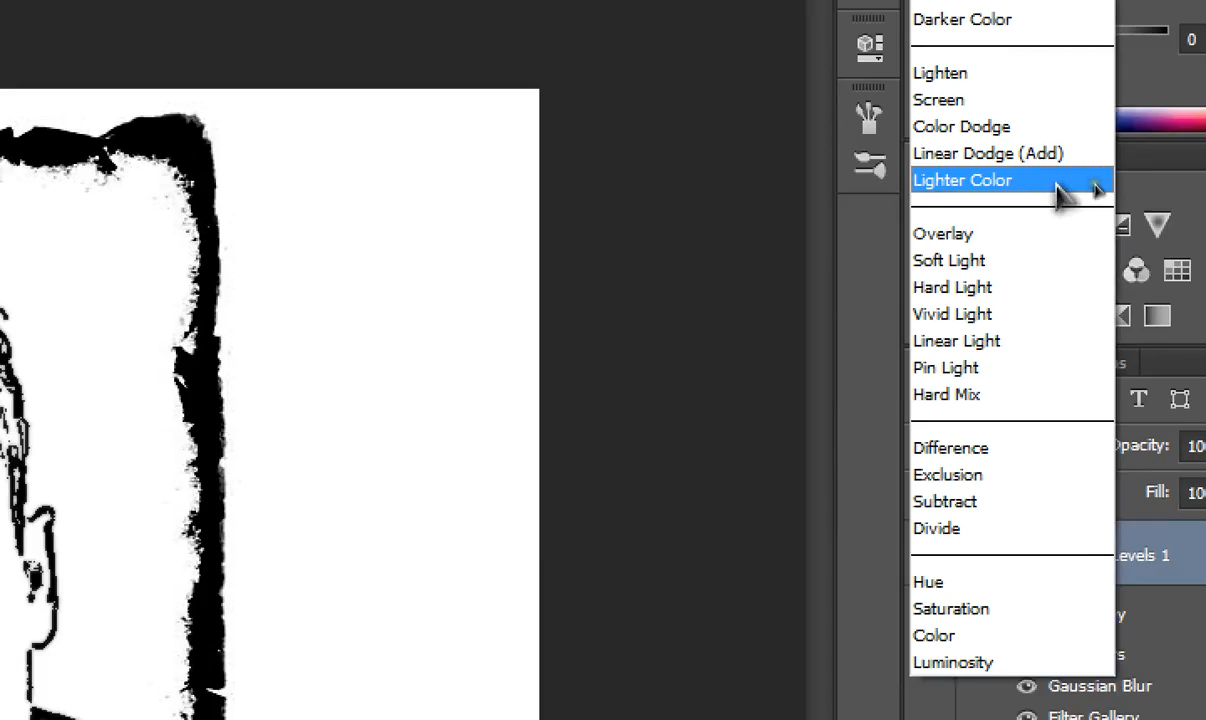 Darker Color
0
Lighten
Screen
Color Dodge
Linear Dodge (Add)
Lighter Color
Overlay
Soft Light
Hard Light
Vivid Light
Linear Light
Pin Light
Hard Mix
T
pacity: 10
Difference
Exclusion
Fill: 10
Subtract
Divide
evels 1
Hue
Saturation
Color
Luminosity
Gaussian Blur
Filter Gallery